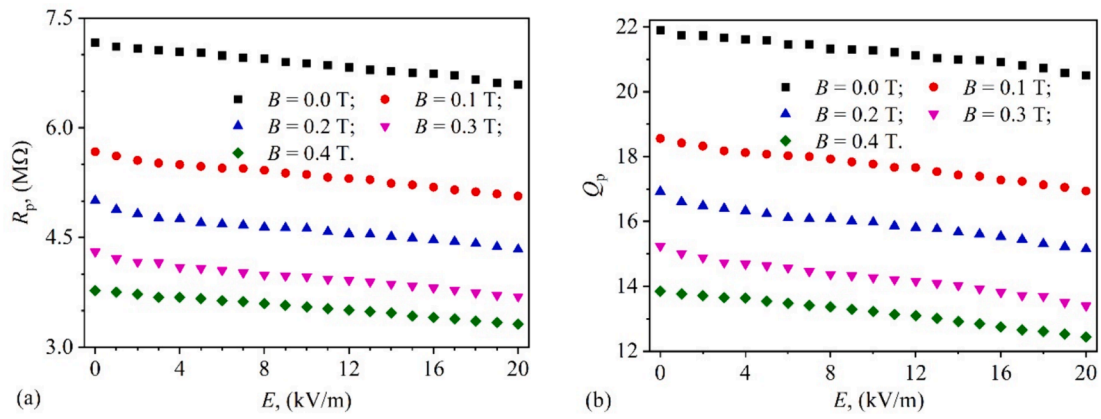 7.5
6.0
4.5
3.0
R_p, (MΩ)
B = 0.0 T; B = 0.1 T;
B = 0.2 T; B = 0.3 T;
B = 0.4 T.
0 4 8 12 16 20
(a) E, (kV/m)
22
20
18
16
14
12
Q_p
B = 0.0 T; B = 0.1 T;
B = 0.2 T; B = 0.3 T;
B = 0.4 T.
0 4 8 12 16 20
(b) E, (kV/m)